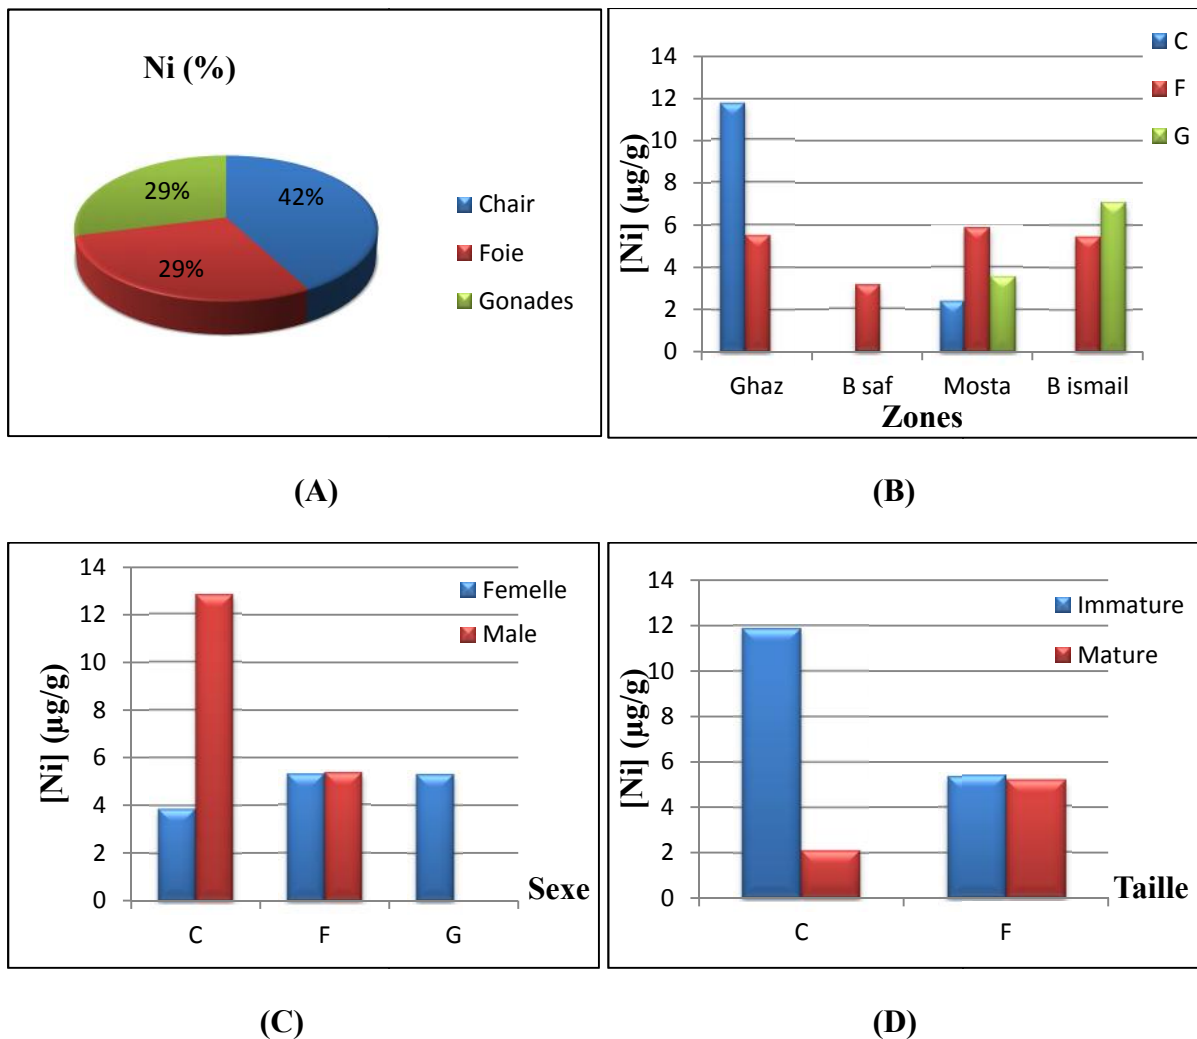 Ni (%)
42%
29%
29%
Chair
Foie
Gonades
(A)
[Ni] (µg/g)
14
12
10
8
6
4
2
0
Ghaz
B saf
Mosta
B ismail
Zones
C
F
G
(B)
[Ni] (µg/g)
14
12
10
8
6
4
2
0
C
F
G
Sexe
Femelle
Male
(C)
[Ni] (µg/g)
14
12
10
8
6
4
2
0
C
F
Taille
Immature
Mature
(D)